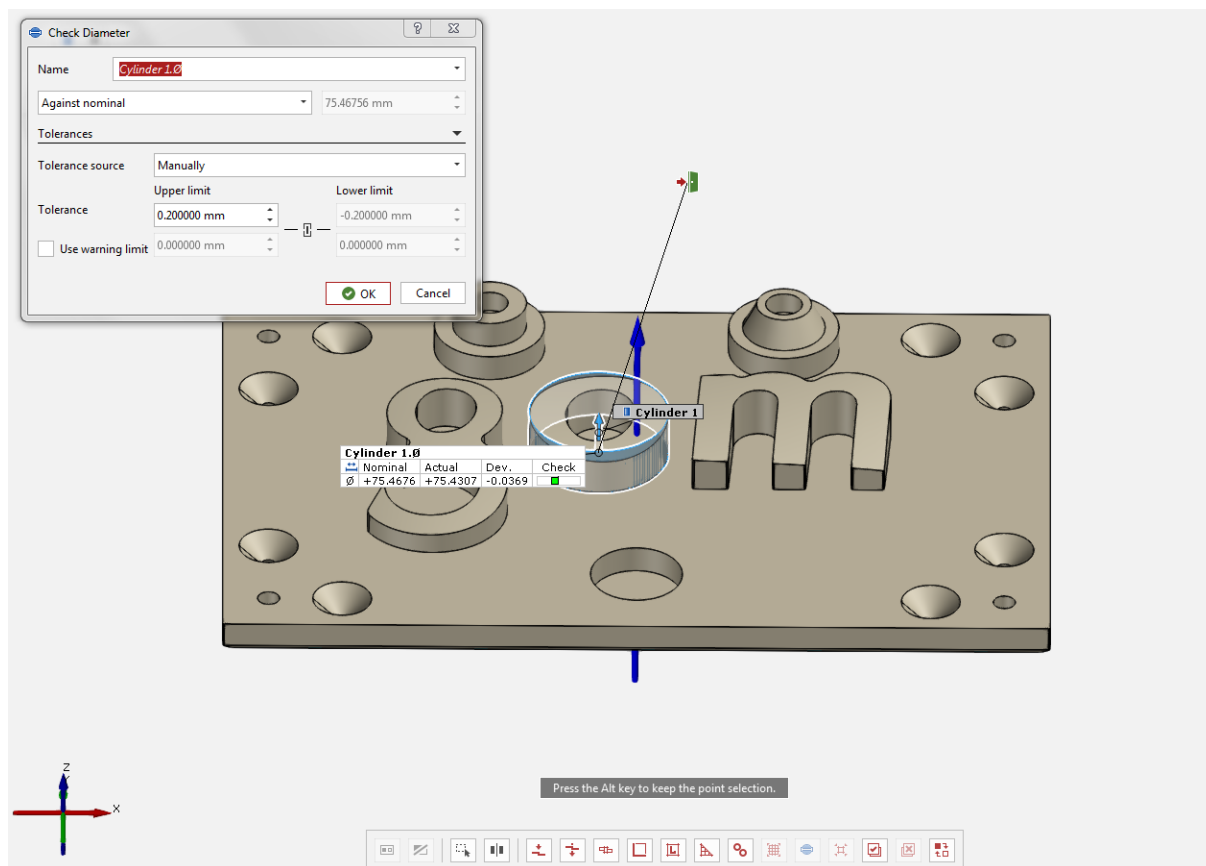 Check Diameter
Name Cylinder 1.Ø
Against nominal 75.46756 mm
Tolerances
Tolerance source Manually
Upper limit Lower limit
Tolerance 0.200000 mm -0.200000 mm
Use warning limit 0.000000 mm 0.000000 mm
OK Cancel
Cylinder 1
Cylinder 1.Ø
Nominal Actual Dev. Check
Ø +75.4676 +75.4307 -0.0369
Z
X
Press the Alt key to keep the point selection.